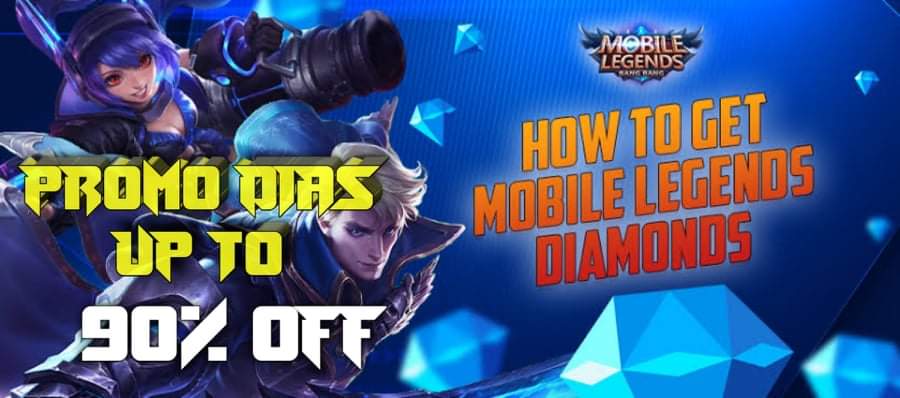 MOBILE
LEGENDS
BANG BANG
HOW TO GET
MOBILE LEGENDS
DIAMONDS
PROMO DIAS
UP TO
90% OFF